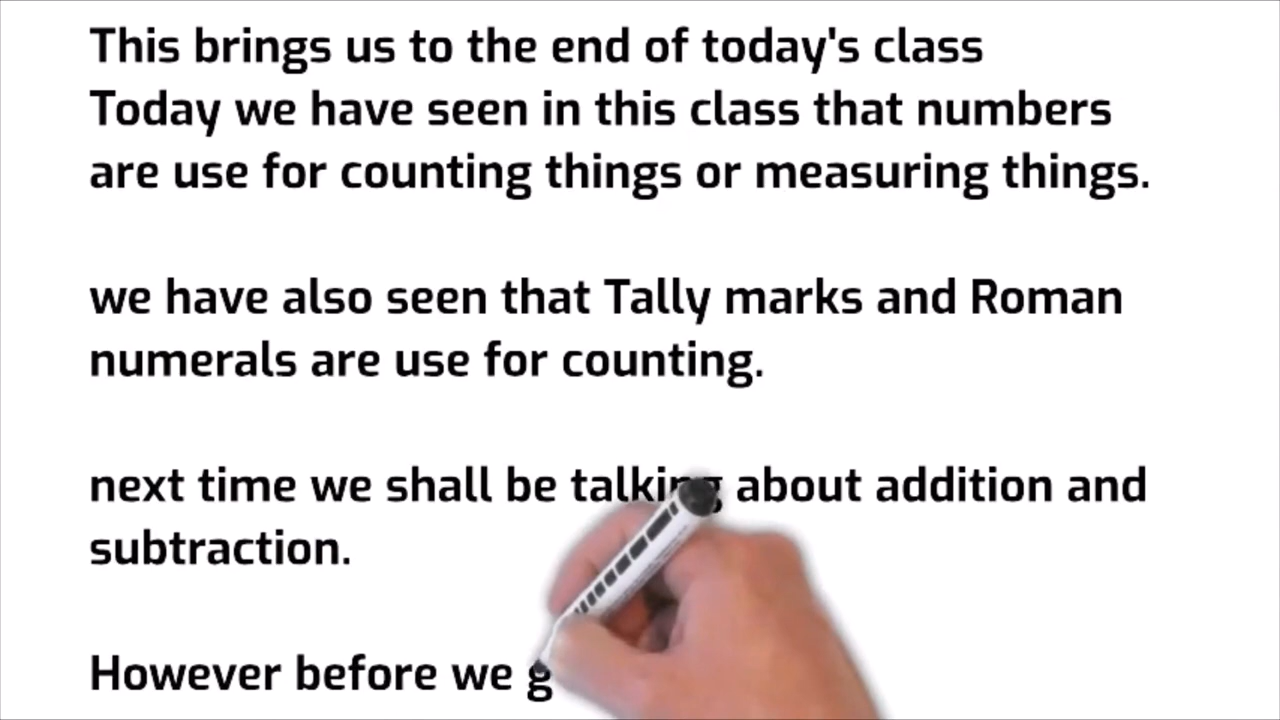 This brings us to the end of today's class
Today we have seen in this class that numbers
are use for counting things or measuring things.
we have also seen that Tally marks and Roman
numerals are use for counting.
next time we shall be talking about addition and
subtraction.
However before we g